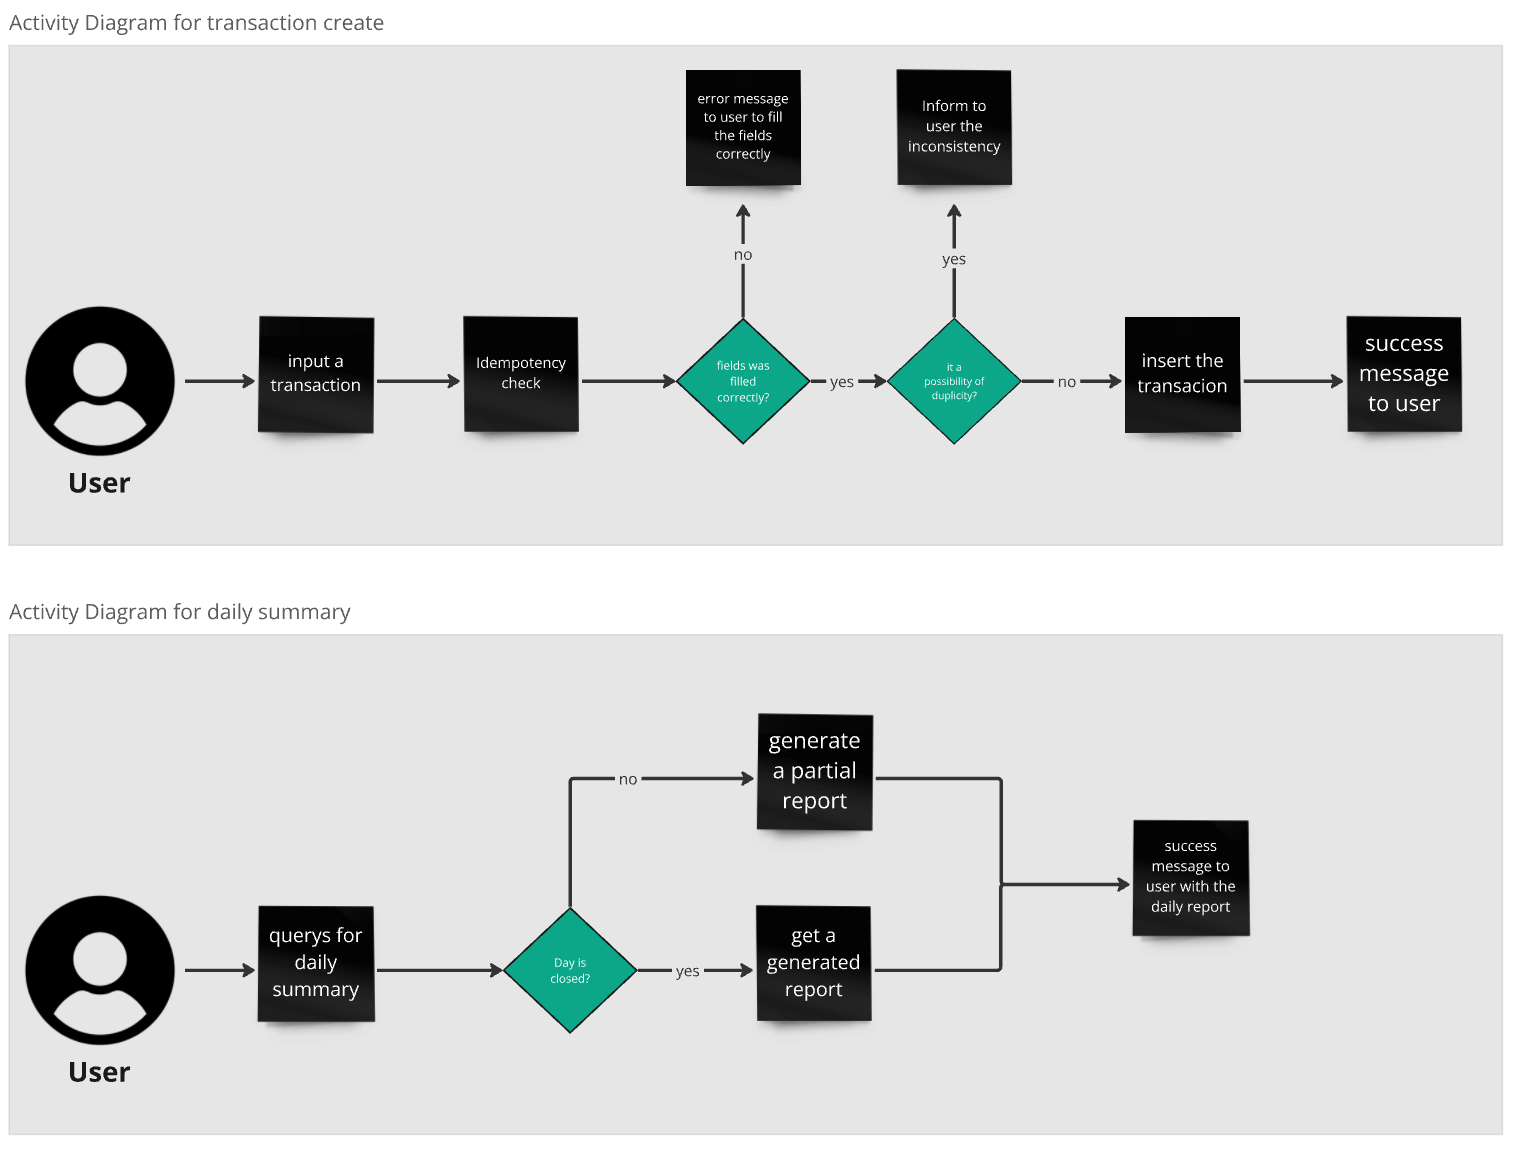 Activity Diagram for transaction create
error message
to user to fill
the fields
correctly
Inform to
user the
inconsistency
no
yes
input a
transaction
Idempotency
check
fields was
filled
correctly?
yes
it a
possibility of
duplicity?
no
insert the
transacion
success
message
to user
User
Activity Diagram for daily summary
generate
a partial
report
no
success
message to
user with the
daily report
querys for
daily
summary
Day is
closed?
yes
get a
generated
report
User